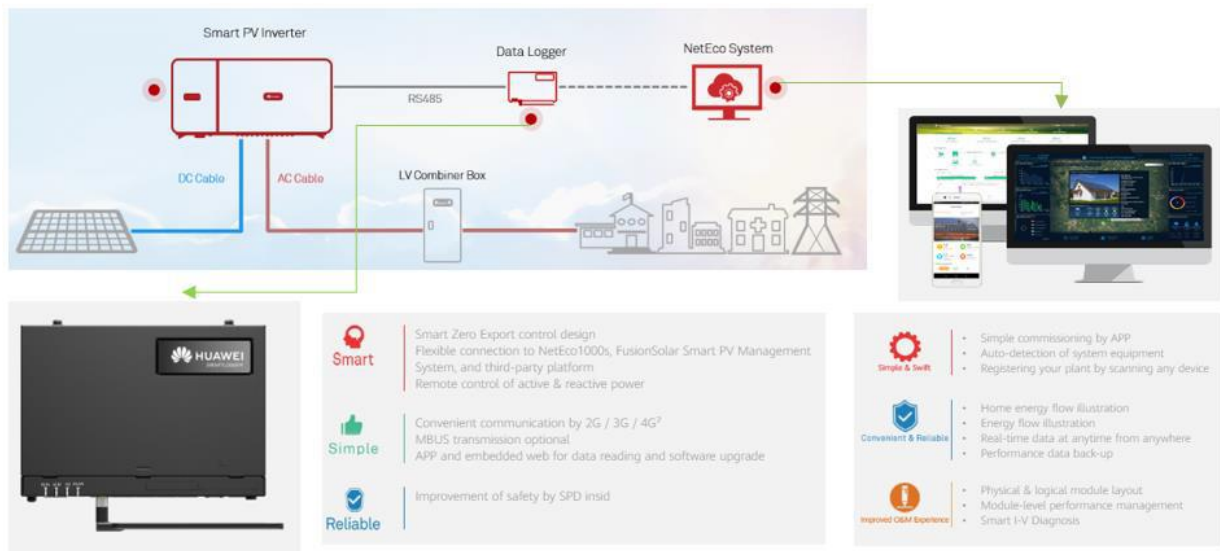 Smart PV Inverter
Data Logger
NetEco System
RS485
DC Cable
AC Cable
LV Combiner Box
HUAWEI
SMARTLOGGER
Smart
Smart Zero Export control design
Flexible connection to NetEco1000s, FusionSolar Smart PV Management
System, and third-party platform
Remote control of active & reactive power
Simple
Convenient communication by 2G / 3G / 4G²
MBUS transmission optional
APP and embedded web for data reading and software upgrade
Reliable
Improvement of safety by SPD insid
Simple & Swift
• Simple commissioning by APP
• Auto-detection of system equipment
• Registering your plant by scanning any device
Convenient & Reliable
• Home energy flow illustration
• Energy flow illustration
• Real-time data at anytime from anywhere
• Performance data back-up
Improved O&M Experience
• Physical & logical module layout
• Module-level performance management
• Smart I-V Diagnosis